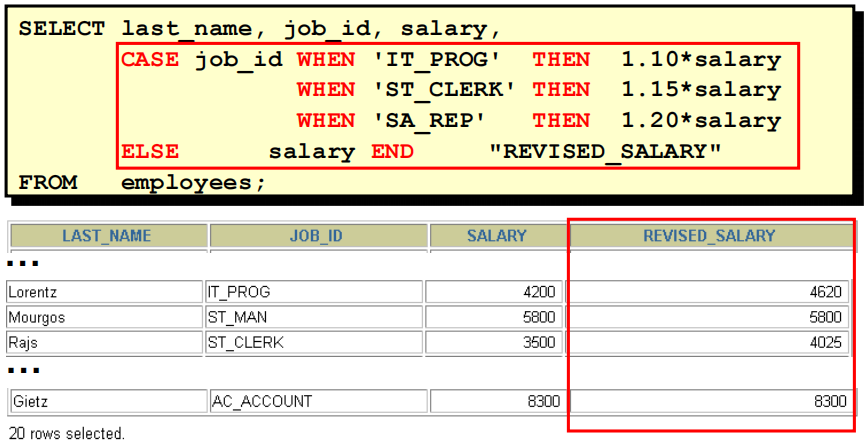 SELECT last_name, job_id, salary,
CASE job_id WHEN 'IT_PROG' THEN 1.10*salary
WHEN 'ST_CLERK' THEN 1.15*salary
WHEN 'SA_REP' THEN 1.20*salary
ELSE salary END "REVISED_SALARY"
FROM employees;
LAST_NAME JOB_ID SALARY REVISED_SALARY
...
Lorentz IT_PROG 4200 4620
Mourgos ST_MAN 5800 5800
Rajs ST_CLERK 3500 4025
...
Gietz AC_ACCOUNT 8300 8300
20 rows selected.